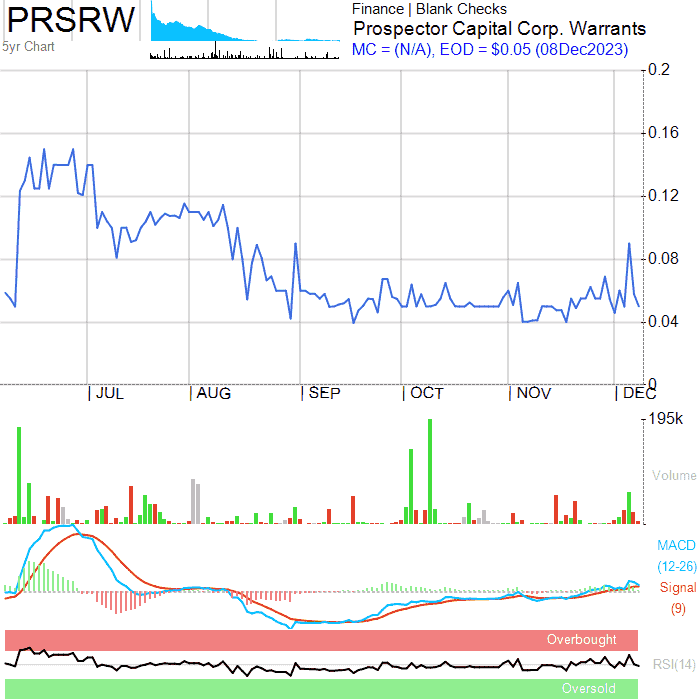 PRSRW
5yr Chart
Finance | Blank Checks
Prospector Capital Corp. Warrants
MC = (N/A), EOD = $0.05 (08Dec2023)
0.2
0.16
0.12
0.08
0.04
0
JUL AUG SEP OCT NOV DEC
195k
Volume
MACD
(12-26)
Signal
(9)
Overbought
RSI(14)
Oversold